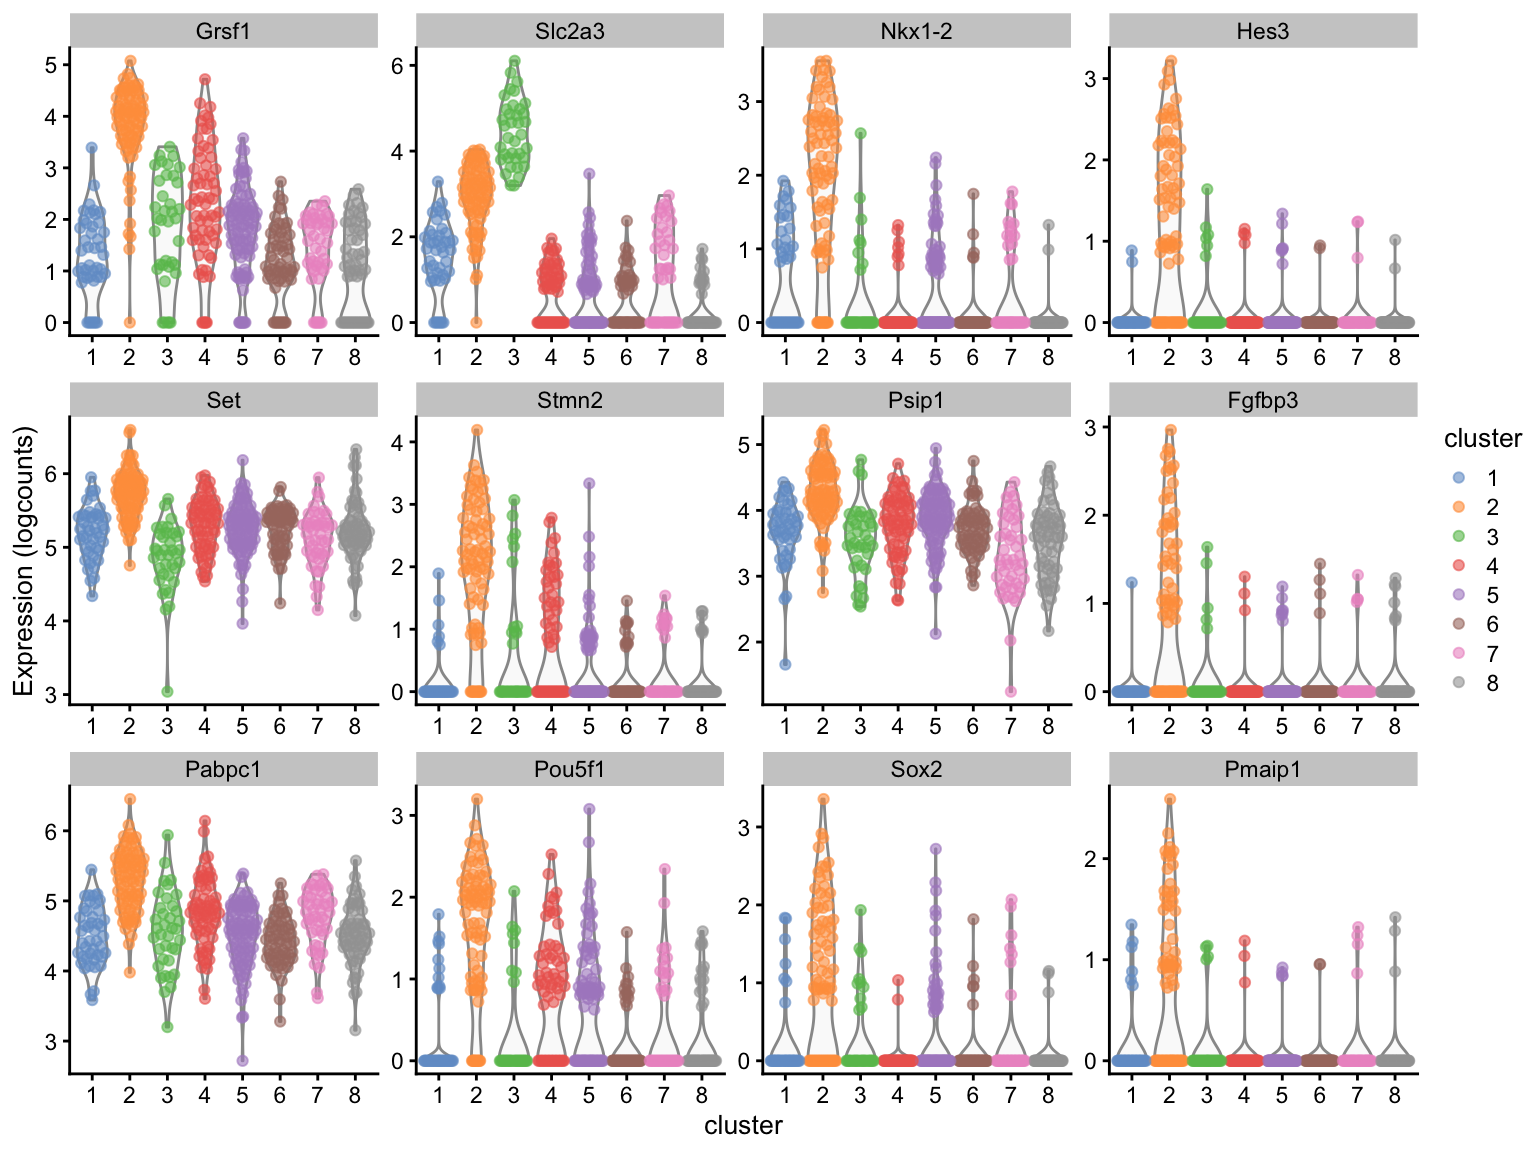 Grsf1 Slc2a3 Nkx1-2 Hes3
5 4 3 2 1 0
6 4 2 0
3 2 1 0
3 2 1 0
1 2 3 4 5 6 7 8 1 2 3 4 5 6 7 8 1 2 3 4 5 6 7 8 1 2 3 4 5 6 7 8
Set Stmn2 Psip1 Fgfbp3
Expression (logcounts)
6 5 4 3
4 3 2 1 0
5 4 3 2
3 2 1 0
1 2 3 4 5 6 7 8 1 2 3 4 5 6 7 8 1 2 3 4 5 6 7 8 1 2 3 4 5 6 7 8
Pabpc1 Pou5f1 Sox2 Pmaip1
6 5 4 3
3 2 1 0
3 2 1 0
2 1 0
1 2 3 4 5 6 7 8 1 2 3 4 5 6 7 8 1 2 3 4 5 6 7 8 1 2 3 4 5 6 7 8
cluster
cluster
1
2
3
4
5
6
7
8